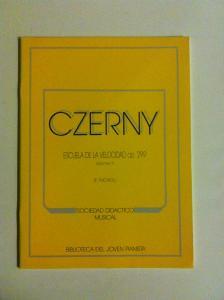 CZERNY
ESCUELA DE LA VELOCIDAD op. 299
SOCIEDAD DIDACTICO
MUSICAL
BIBLIOTECA DEL JOVEN PIANISTA